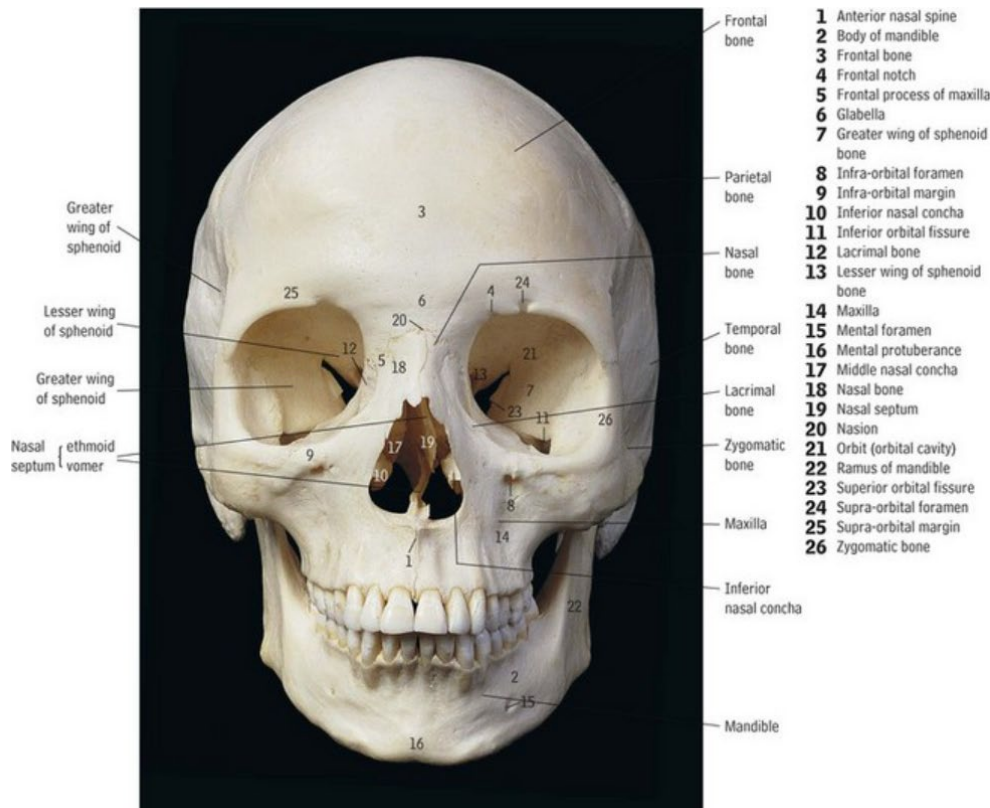 Frontal
bone
Parietal
bone
Nasal
bone
Temporal
bone
Lacrimal
bone
Zygomatic
bone
Maxilla
Inferior
nasal concha
Mandible
Greater
wing of
sphenoid
Lesser wing
of sphenoid
Greater wing
of sphenoid
Nasal septum { ethmoid
vomer
3
6
20
25
4
24
12
5
18
13
21
7
23
11
26
9
17
19
10
8
14
1
22
2
15
16
1 Anterior nasal spine
2 Body of mandible
3 Frontal bone
4 Frontal notch
5 Frontal process of maxilla
6 Glabella
7 Greater wing of sphenoid
bone
8 Infra-orbital foramen
9 Infra-orbital margin
10 Inferior nasal concha
11 Inferior orbital fissure
12 Lacrimal bone
13 Lesser wing of sphenoid
bone
14 Maxilla
15 Mental foramen
16 Mental protuberance
17 Middle nasal concha
18 Nasal bone
19 Nasal septum
20 Nasion
21 Orbit (orbital cavity)
22 Ramus of mandible
23 Superior orbital fissure
24 Supra-orbital foramen
25 Supra-orbital margin
26 Zygomatic bone